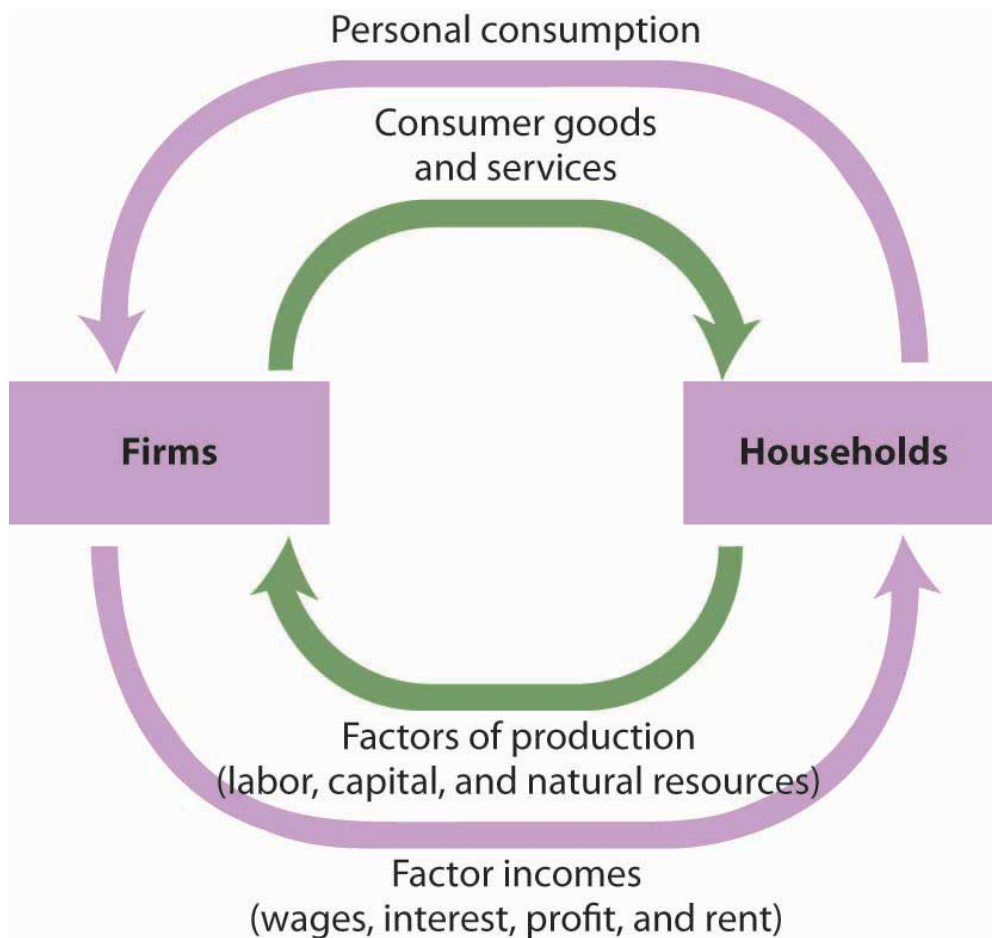 Personal consumption
Consumer goods
and services
Firms
Households
Factors of production
(labor, capital, and natural resources)
Factor incomes
(wages, interest, profit, and rent)